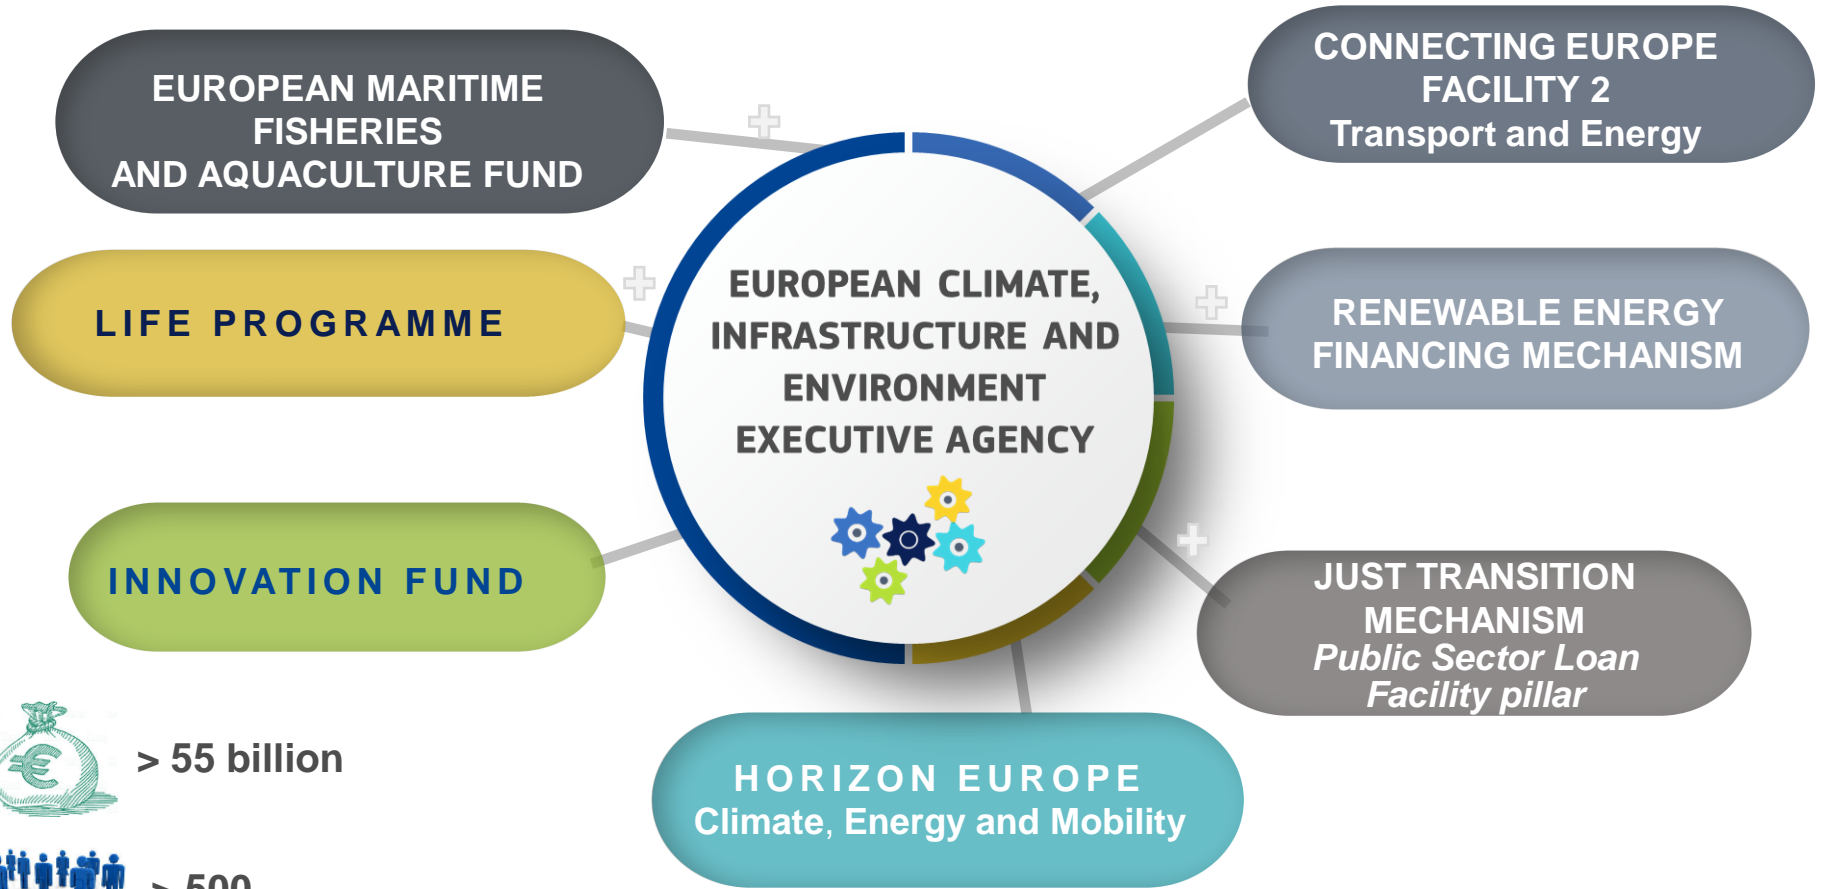 EUROPEAN MARITIME
FISHERIES
AND AQUACULTURE FUND
CONNECTING EUROPE
FACILITY 2
Transport and Energy
LIFE PROGRAMME
EUROPEAN CLIMATE,
INFRASTRUCTURE AND
ENVIRONMENT
EXECUTIVE AGENCY
RENEWABLE ENERGY
FINANCING MECHANISM
INNOVATION FUND
JUST TRANSITION
MECHANISM
Public Sector Loan
Facility pillar
HORIZON EUROPE
Climate, Energy and Mobility
€
> 55 billion
> 500